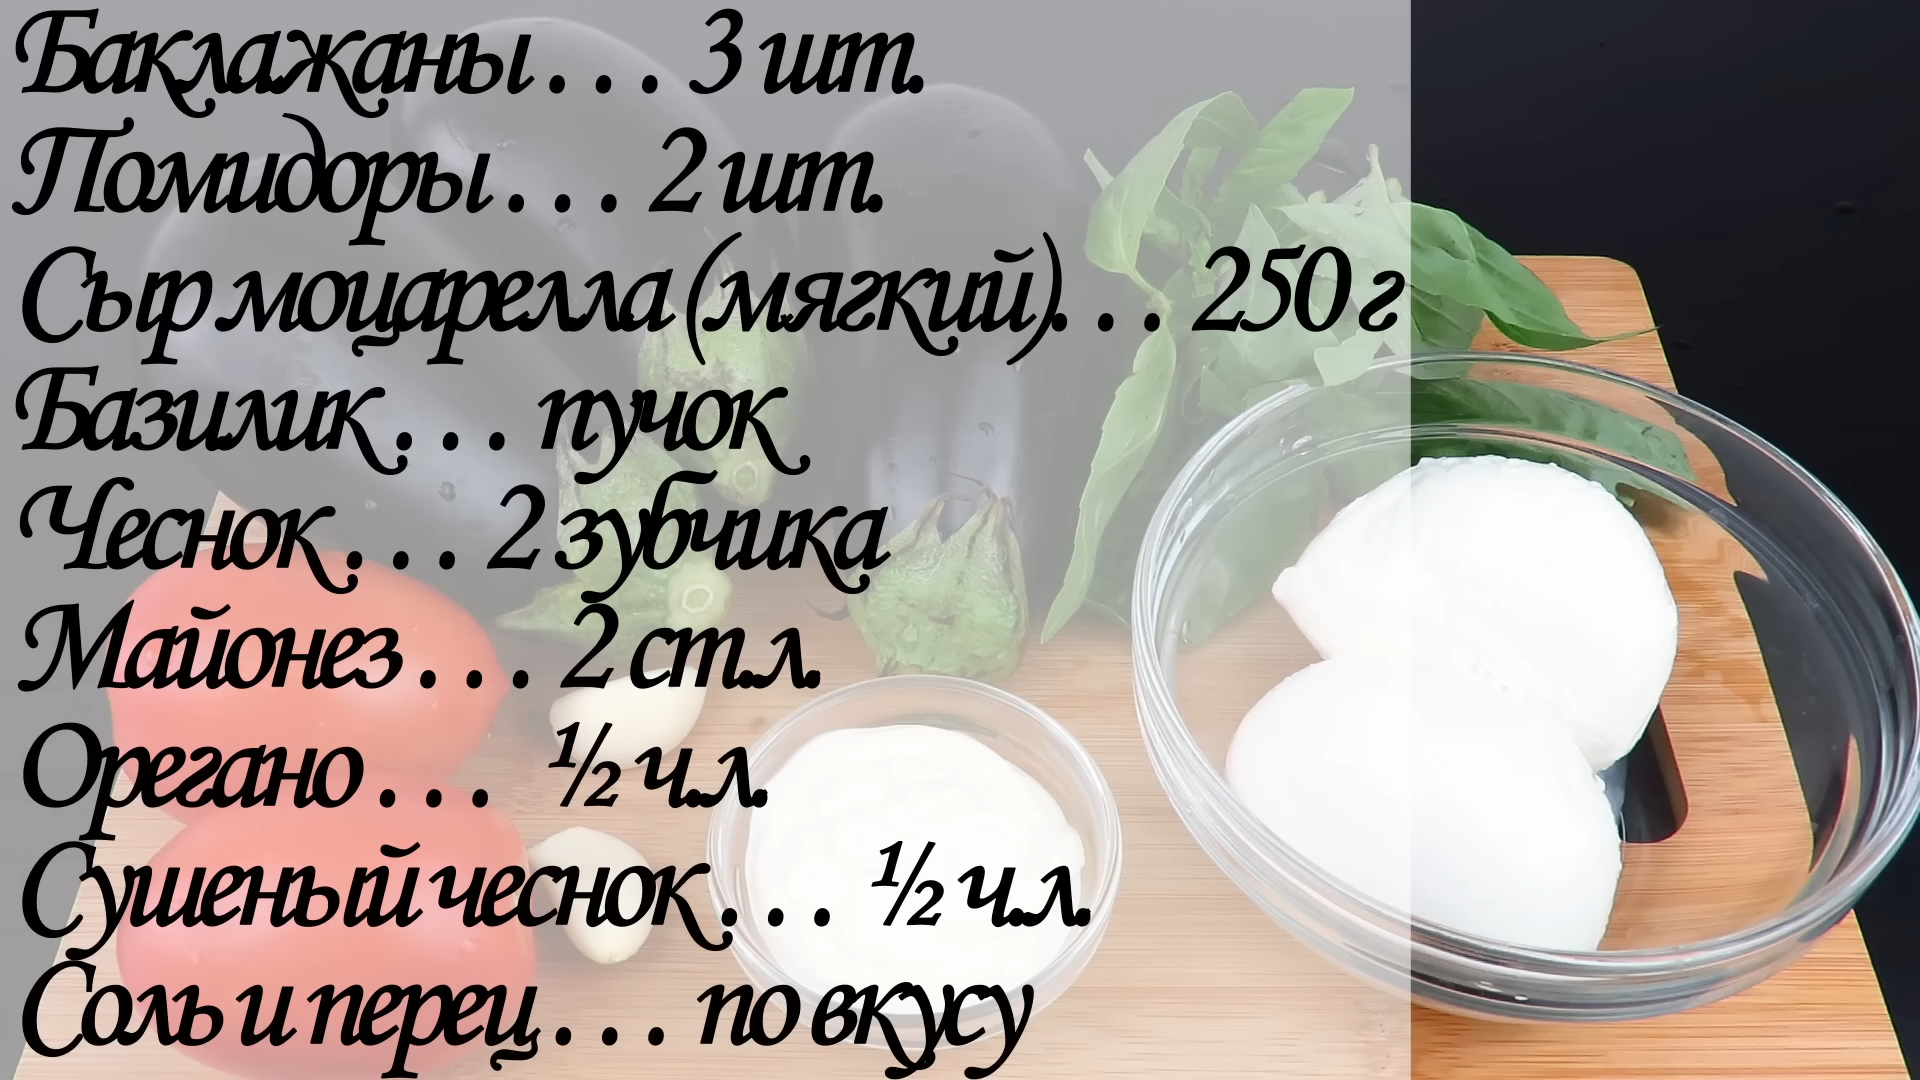 Баклажаны . . . 3 шт.
Помидоры . . . 2 шт.
Сыр моцарелла (мягкий). . . 250 г
Базилик . . . пучок
Чеснок . . . 2 зубчика
Майонез . . . 2 ст.л.
Орегано . . . ½ ч.л.
Сушеный чеснок . . . ½ ч.л.
Соль и перец . . . по вкусу